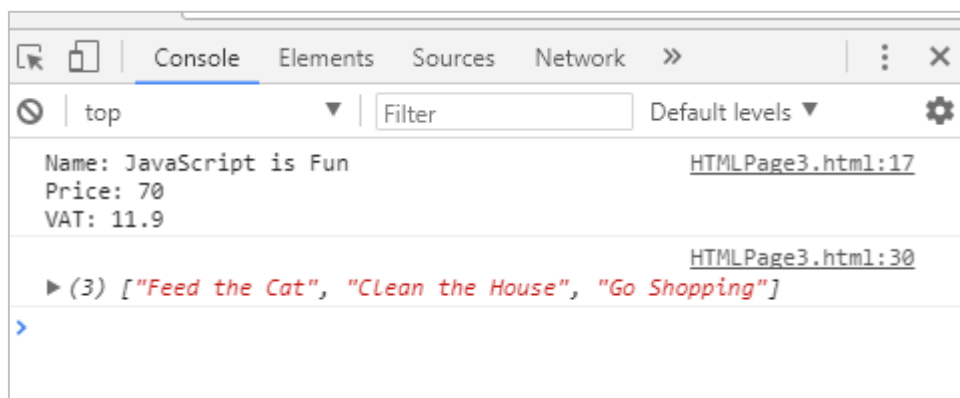 Console Elements Sources Network »
top ▼ Filter Default levels ▼
Name: JavaScript is Fun HTMLPage3.html:17
Price: 70
VAT: 11.9
HTMLPage3.html:30
▶ (3) ["Feed the Cat", "Clean the House", "Go Shopping"]
>